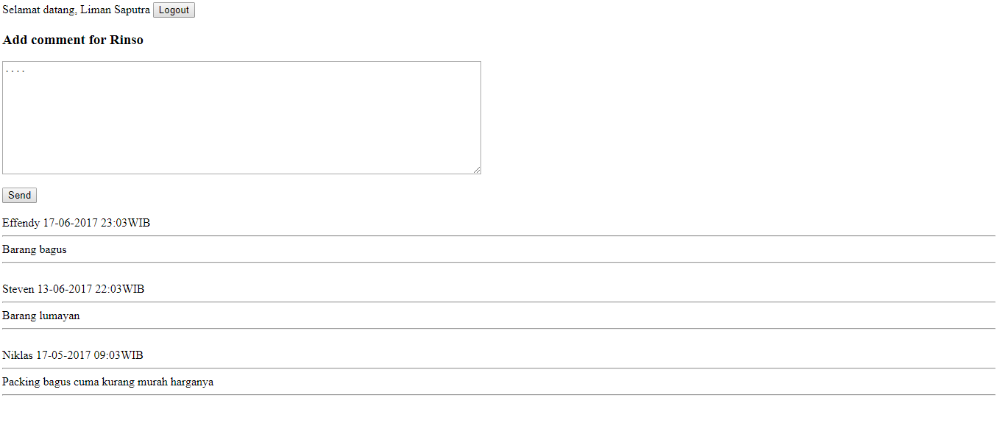 Selamat datang, Liman Saputra Logout
Add comment for Rinso
....
Send
Effendy 17-06-2017 23:03WIB
Barang bagus
Steven 13-06-2017 22:03WIB
Barang lumayan
Niklas 17-05-2017 09:03WIB
Packing bagus cuma kurang murah harganya